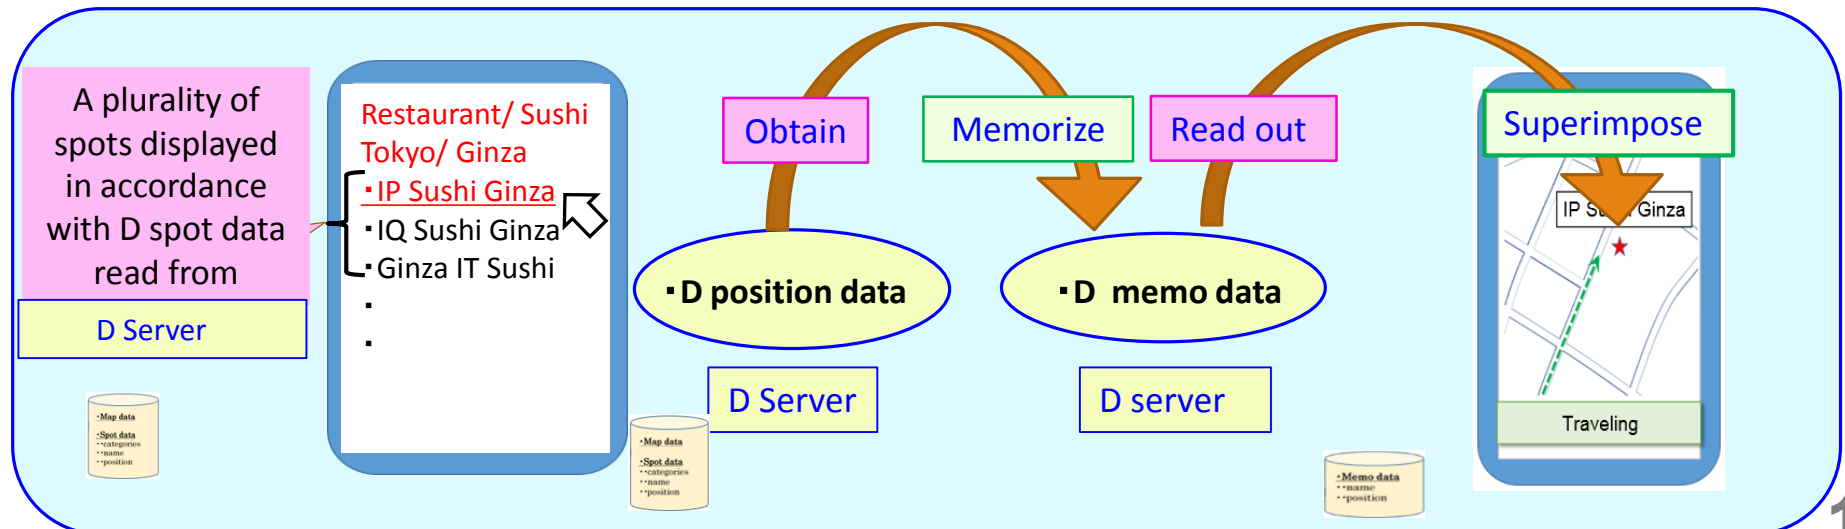 A plurality of
spots displayed
in accordance
with D spot data
read from
D Server
・Map data
・Spot data
・・categories
・・name
・・position
Restaurant/ Sushi
Tokyo/ Ginza
・IP Sushi Ginza
・IQ Sushi Ginza
・Ginza IT Sushi
・
・
Obtain
Memorize
Read out
Superimpose
・D position data
・D memo data
D Server
D server
・Map data
・Spot data
・・categories
・・name
・・position
・Memo data
・・name
・・position
IP Ginza
Traveling